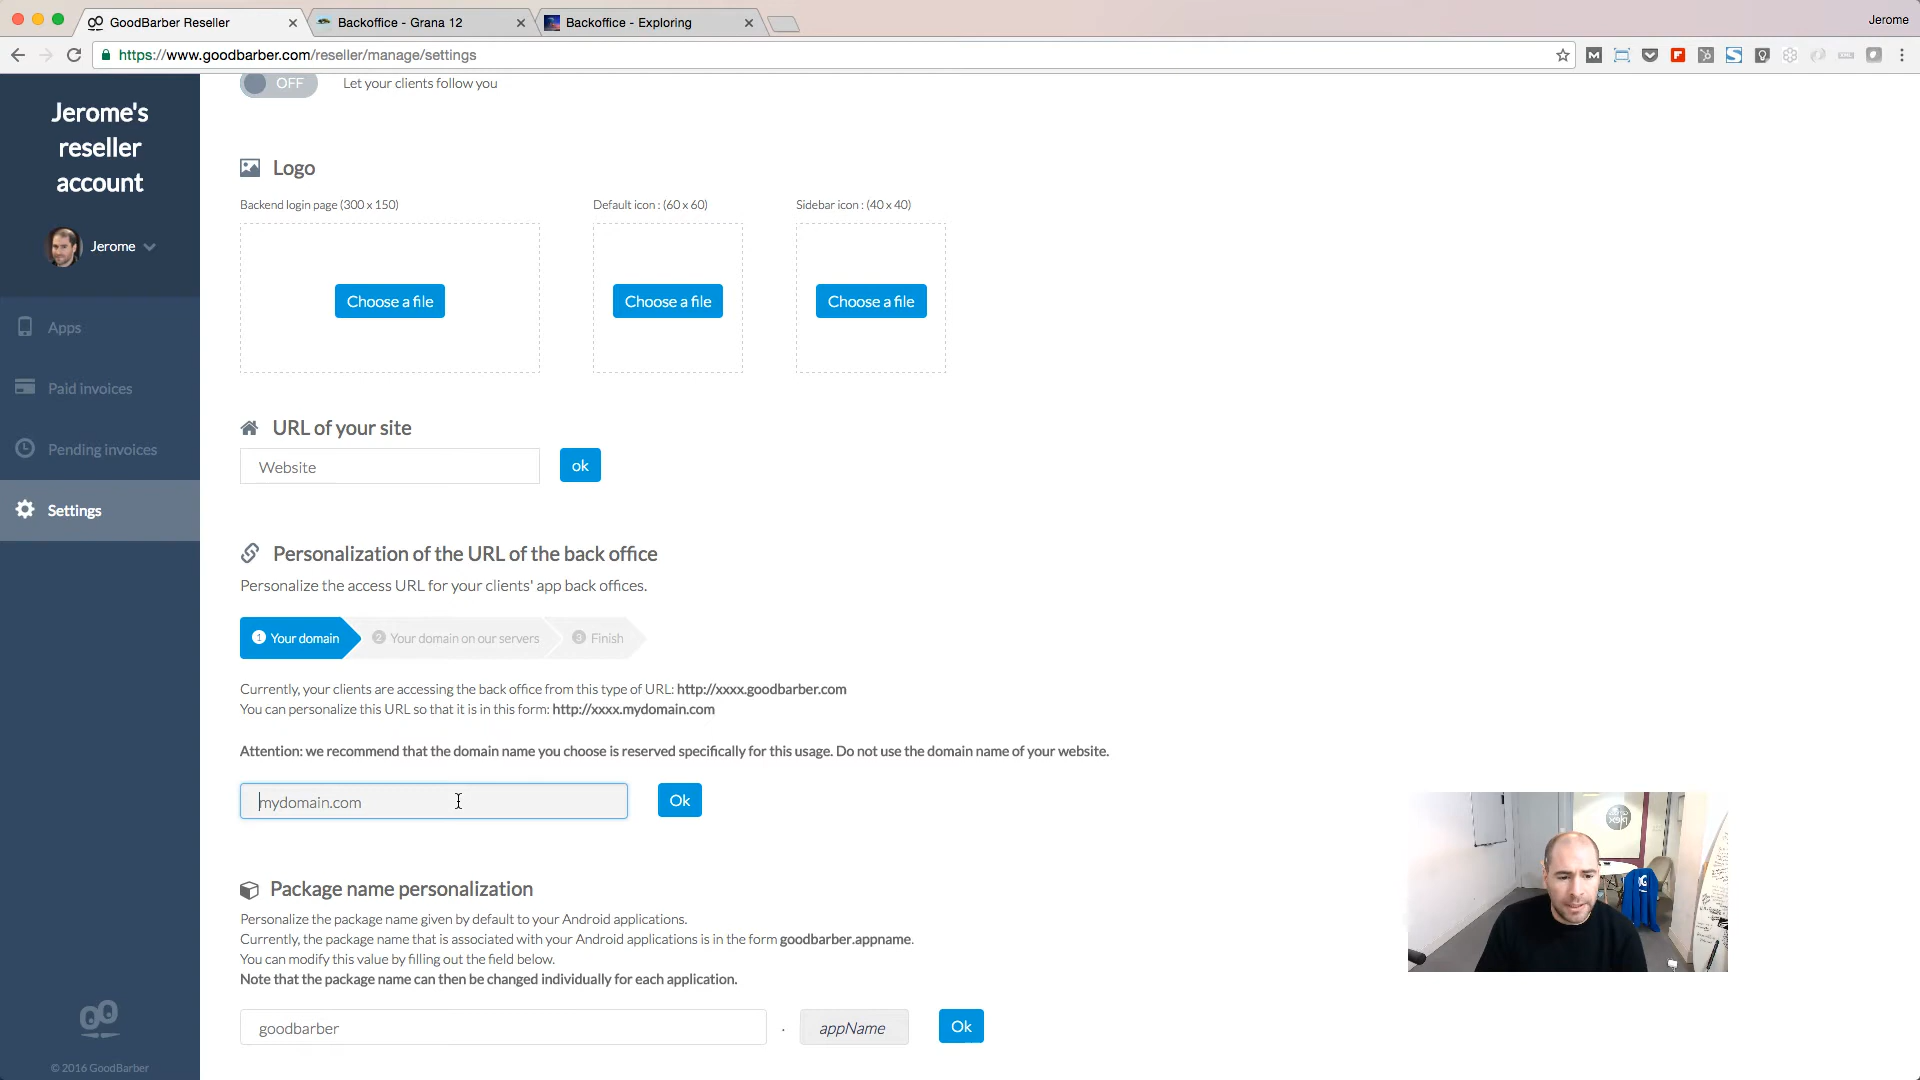 GoodBarber Reseller
Backoffice - Grana 12
Backoffice - Exploring
Jerome
https://www.goodbarber.com/reseller/manage/settings
Jerome's
reseller
account
Jerome
Apps
Paid invoices
Pending invoices
Settings
© 2016 GoodBarber
OFF
Let your clients follow you
Logo
Backend login page (300 x 150)
Default icon : (60 x 60)
Sidebar icon : (40 x 40)
Choose a file
Choose a file
Choose a file
URL of your site
Website
ok
Personalization of the URL of the back office
Personalize the access URL for your clients' app back offices.
1 Your domain
2 Your domain on our servers
3 Finish
Currently, your clients are accessing the back office from this type of URL: http://xxxx.goodbarber.com
You can personalize this URL so that it is in this form: http://xxxx.mydomain.com
Attention: we recommend that the domain name you choose is reserved specifically for this usage. Do not use the domain name of your website.
mydomain.com
Ok
Package name personalization
Personalize the package name given by default to your Android applications.
Currently, the package name that is associated with your Android applications is in the form goodbarber.appname.
You can modify this value by filling out the field below.
Note that the package name can then be changed individually for each application.
goodbarber
.
appName
Ok